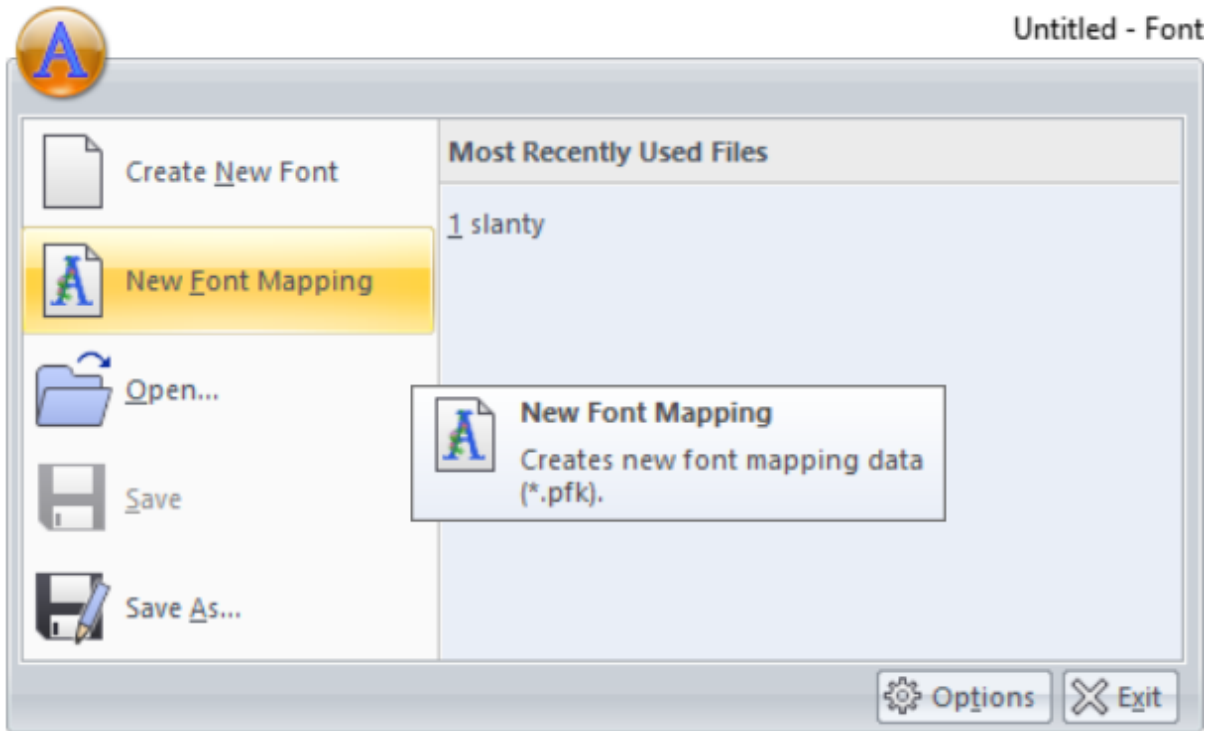 Untitled - Font
Create New Font
Most Recently Used Files
1 slanty
New Font Mapping
Open...
New Font Mapping
Creates new font mapping data
(*.pfk).
Save
Save As...
Options
Exit